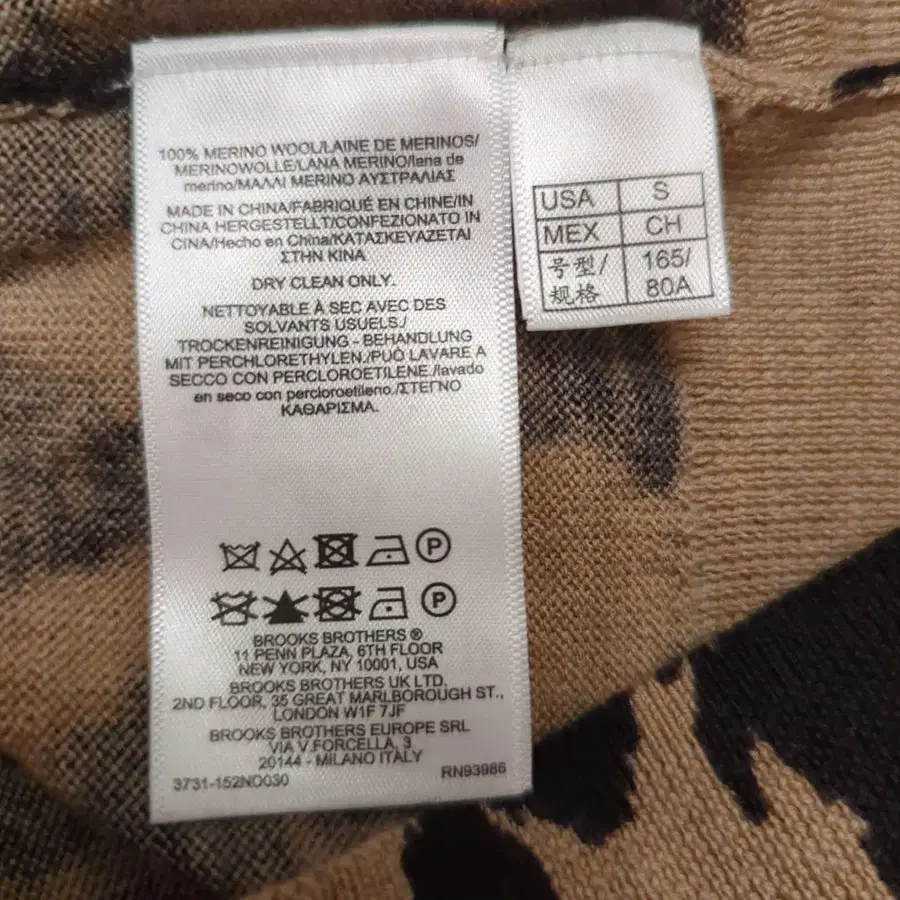 100% MERINO WOOL/LAINE DE MERINOS/
MERINOWOLLE/LANA MERINO/lana de
merino/ΜΑΛΛΙ MERINO ΑΥΣΤΡΑΛΙΑΣ
MADE IN CHINA/FABRIQUÉ EN CHINE/IN
CHINA HERGESTELLT/CONFEZIONATO IN
CINA/Hecho en China/ΚΑΤΑΣΚΕΥΑΖΕΤΑΙ
ΣΤΗΝ ΚΙΝΑ
DRY CLEAN ONLY.
NETTOYABLE À SEC AVEC DES
SOLVANTS USUELS./
TROCKENREINIGUNG - BEHANDLUNG
MIT PERCHLORETHYLEN./PUÒ LAVARE A
SECCO CON PERCLOROETILENE./lavado
en seco con percloroetileno./ΣΤΕΓΝΟ
ΚΑΘΑΡΙΣΜΑ.
P
P
BROOKS BROTHERS ®
11 PENN PLAZA, 6TH FLOOR
NEW YORK, NY 10001, USA
BROOKS BROTHERS UK LTD.
2ND FLOOR, 35 GREAT MARLBOROUGH ST.,
LONDON W1F 7JF
BROOKS BROTHERS EUROPE SRL
VIA V.FORCELLA, 3
20144 - MILANO ITALY
3731-152ND030 RN93986
USA S
MEX CH
号型/ 165/
规格 80A